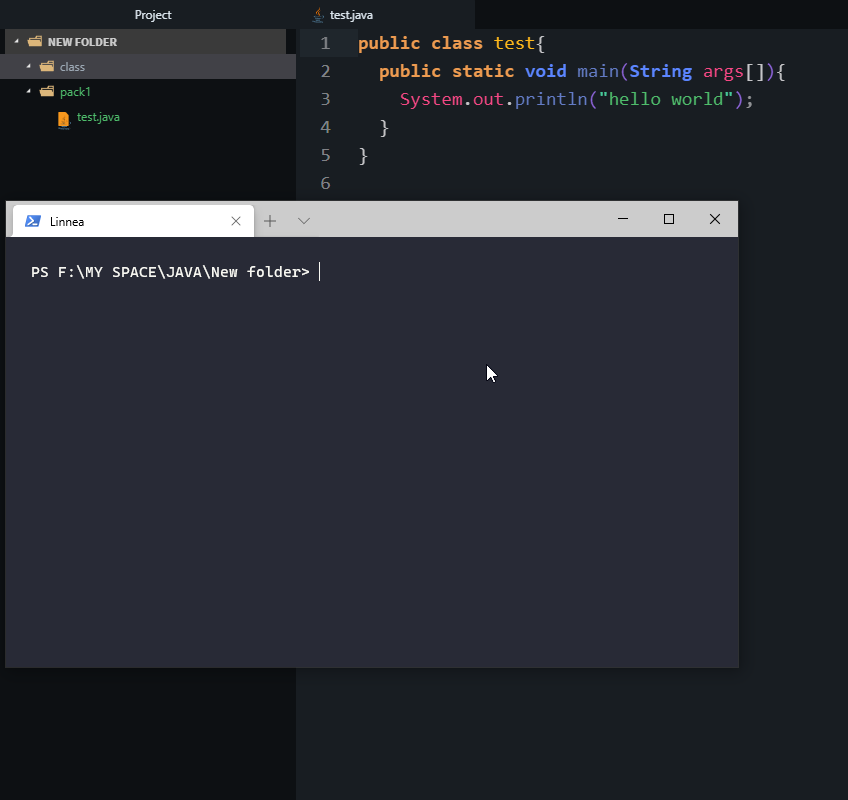 Project
test.java
NEW FOLDER
class
pack1
test.java
1 public class test{
2 public static void main(String args[]){
3 System.out.println("hello world");
4 }
5 }
6
Linnea
PS F:\MY SPACE\JAVA\New folder>